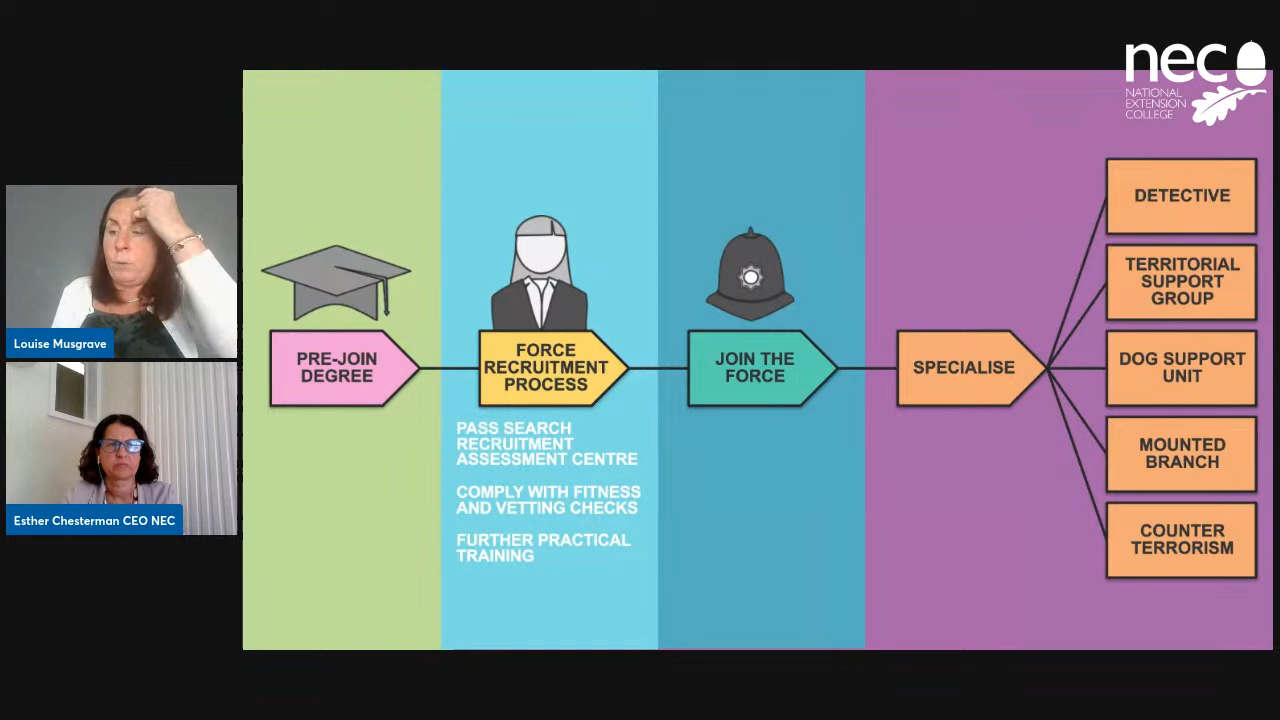 nec
NATIONAL
EXTENSION
COLLEGE
Louise Musgrave
Esther Chesterman CEO NEC
PRE-JOIN
DEGREE
FORCE
RECRUITMENT
PROCESS
PASS SEARCH
RECRUITMENT
ASSESSMENT CENTRE
COMPLY WITH FITNESS
AND VETTING CHECKS
FURTHER PRACTICAL
TRAINING
JOIN THE
FORCE
SPECIALISE
DETECTIVE
TERRITORIAL
SUPPORT
GROUP
DOG SUPPORT
UNIT
MOUNTED
BRANCH
COUNTER
TERRORISM